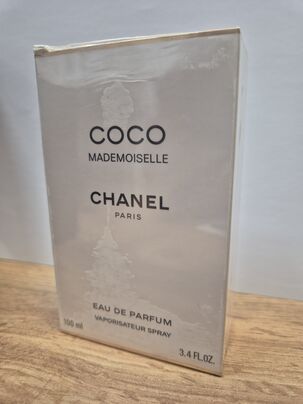 COCO
MADEMOISELLE
CHANEL
PARIS
EAU DE PARFUM
VAPORISATEUR SPRAY
100 ml
3.4 FL.OZ.